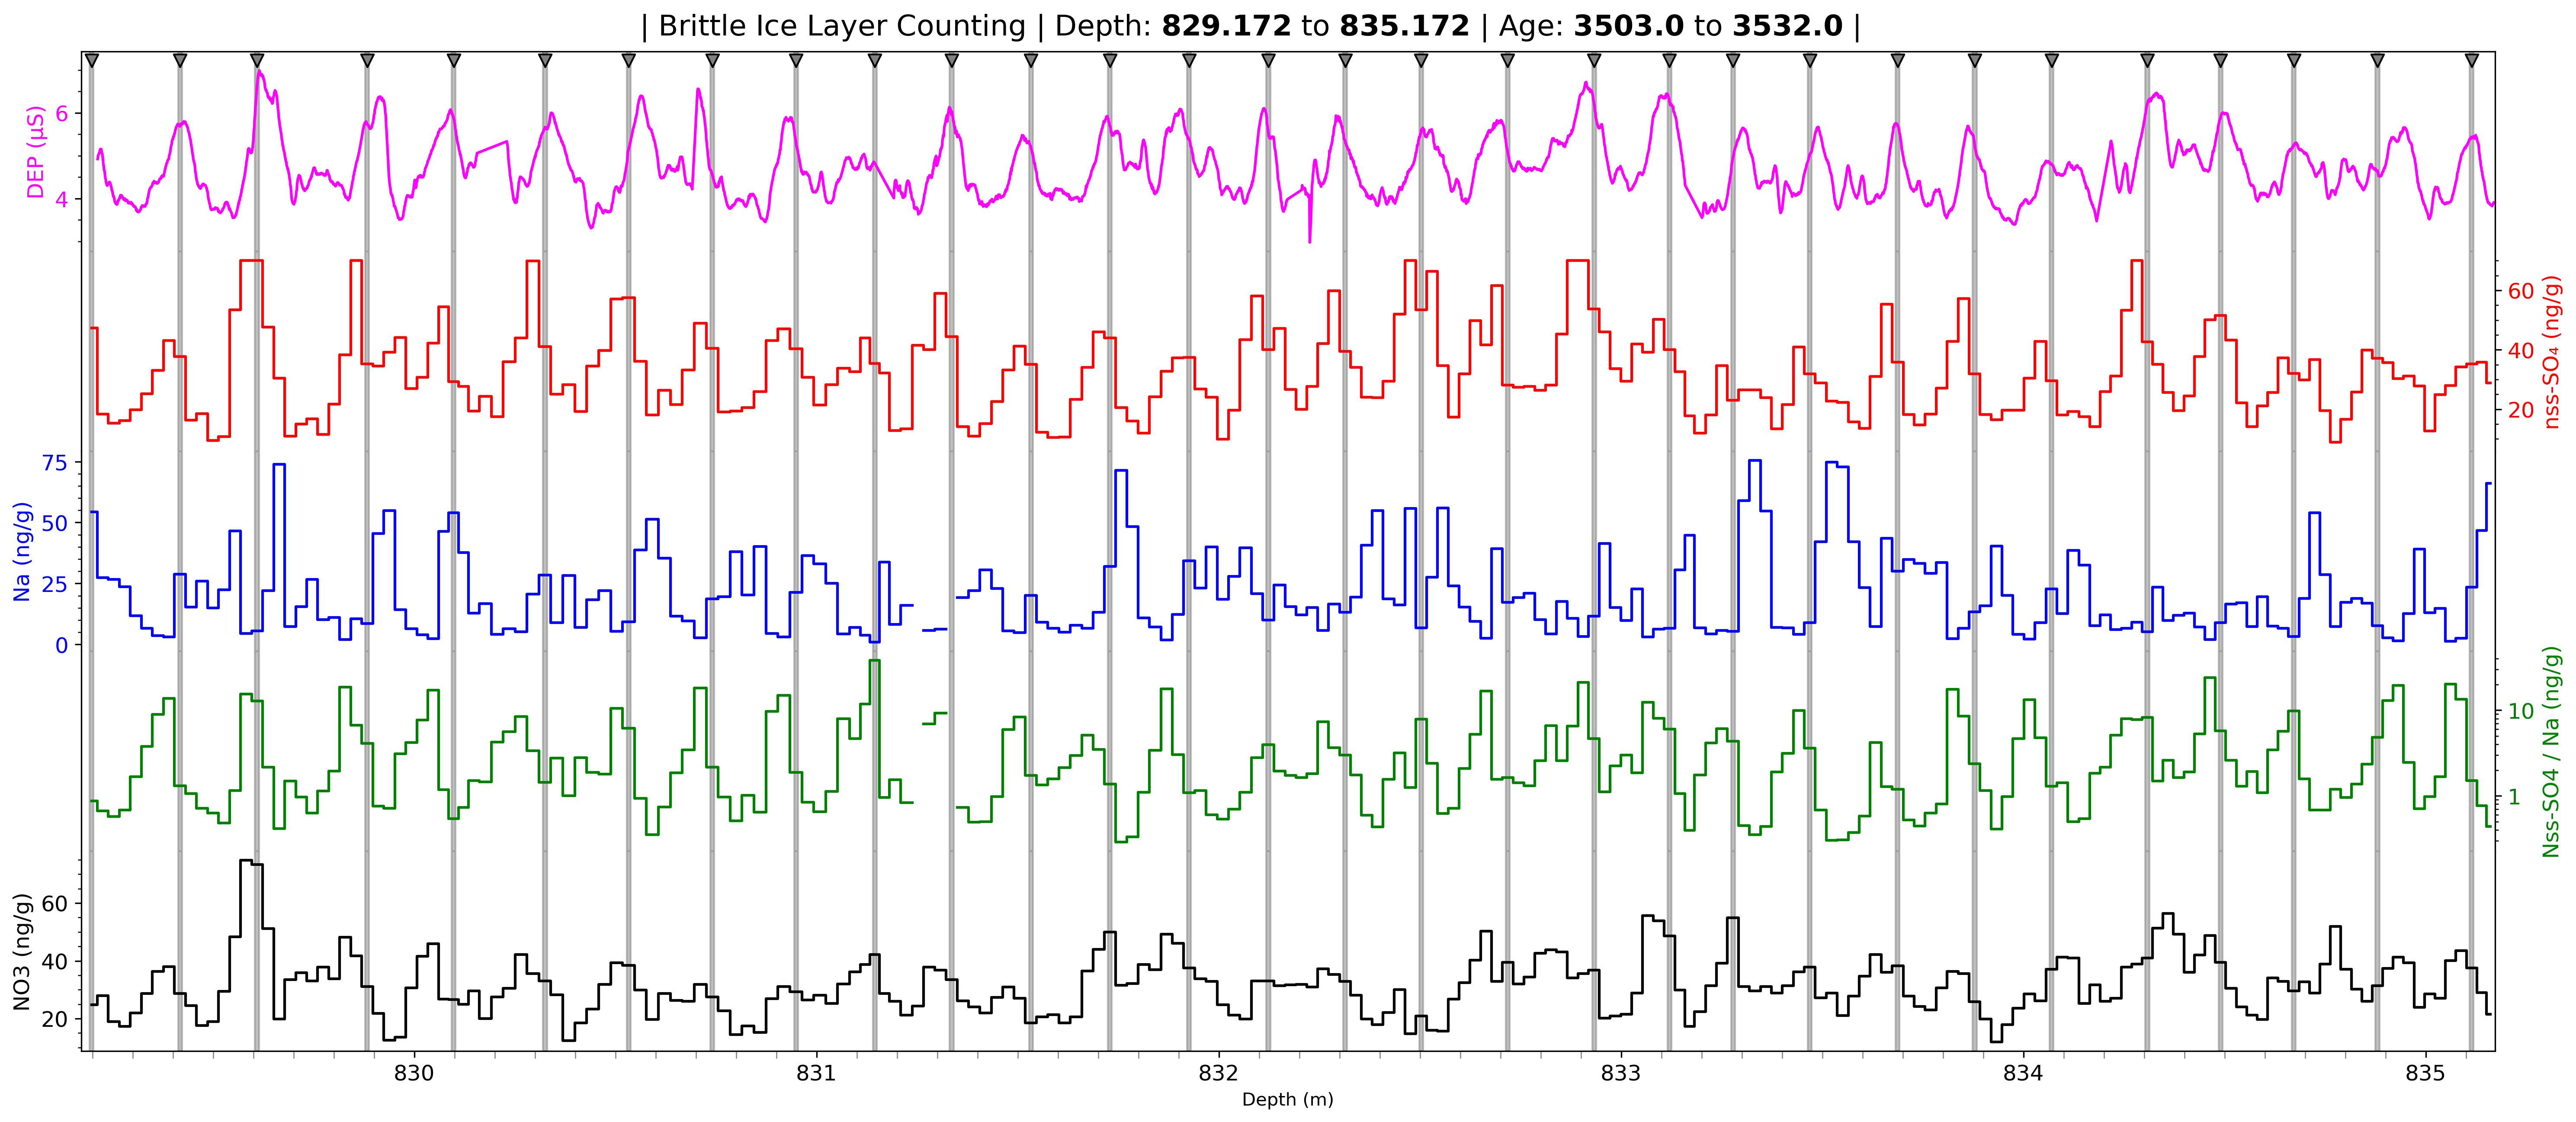 | Brittle Ice Layer Counting | Depth: 829.172 to 835.172 | Age: 3503.0 to 3532.0 |
DEP (µS)
6
4
60
40
20
nss-SO₄ (ng/g)
Na (ng/g)
75
50
25
0
10
1
Nss-SO4 / Na (ng/g)
NO3 (ng/g)
60
40
20
830
831
832
833
834
835
Depth (m)